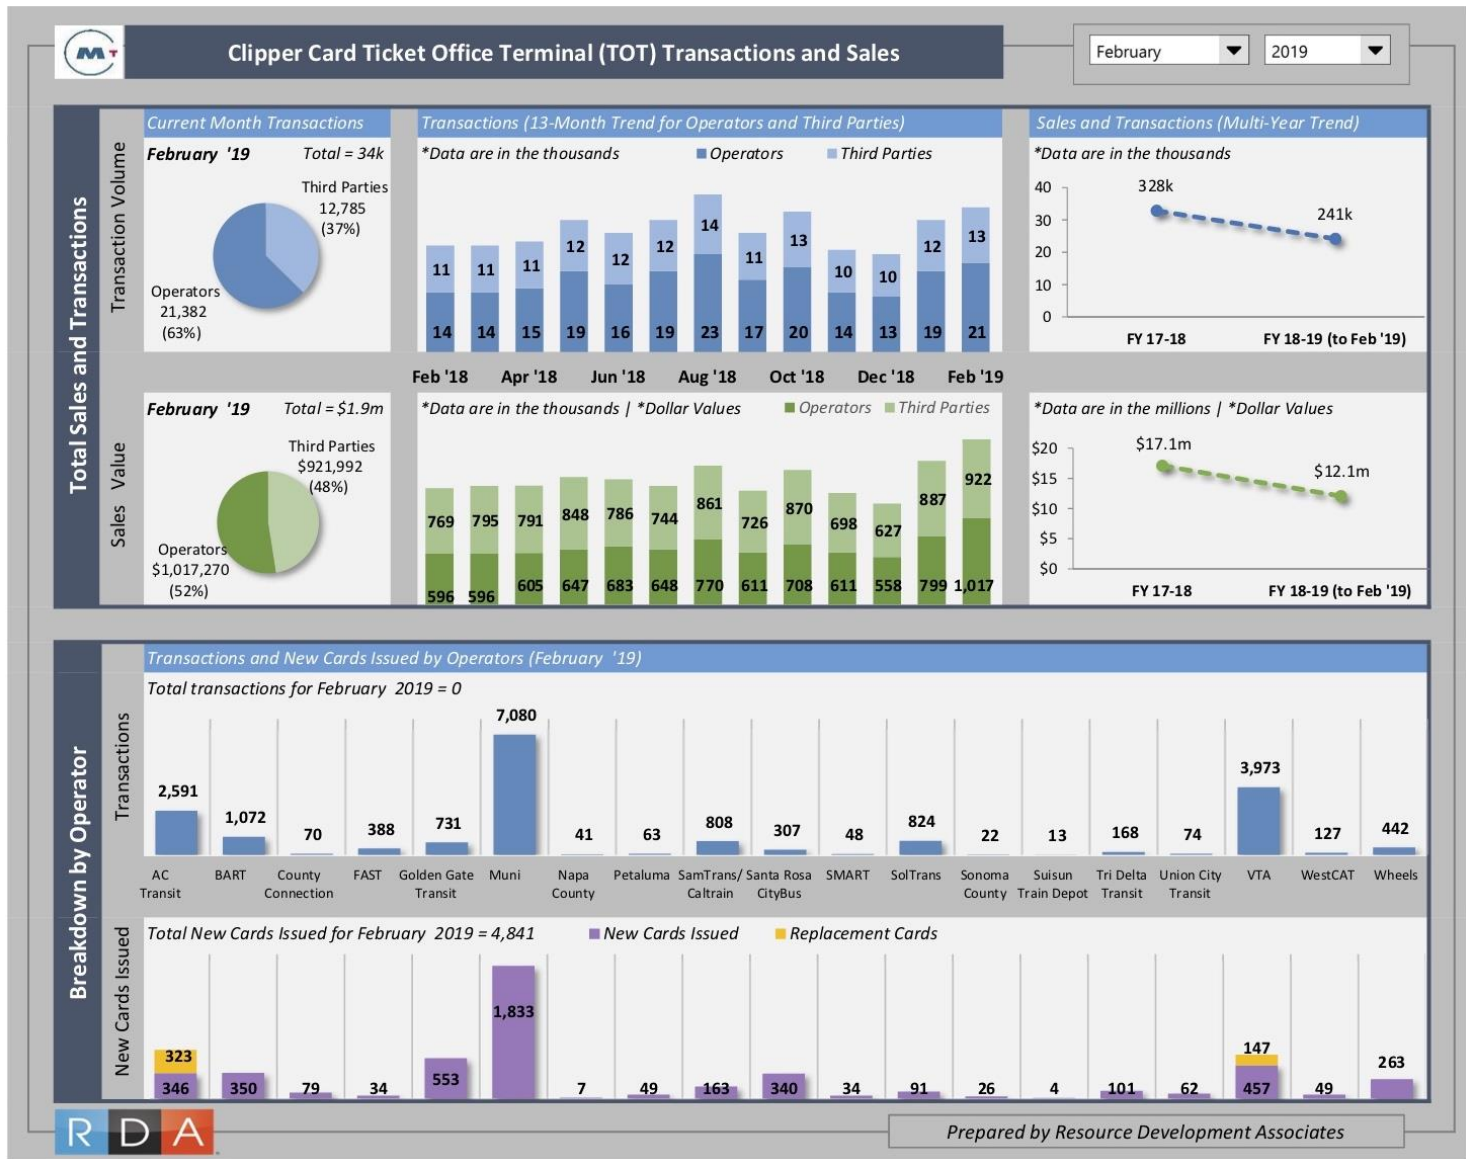 MT
Clipper Card Ticket Office Terminal (TOT) Transactions and Sales
February
2019
Total Sales and Transactions
Transaction Volume
Current Month Transactions
February '19 Total = 34k
Third Parties
12,785
(37%)
Operators
21,382
(63%)
Transactions (13-Month Trend for Operators and Third Parties)
*Data are in the thousands Operators Third Parties
11 11 11 12 12 12 14 11 13 10 10 12 13
14 14 15 19 16 19 23 17 20 14 13 19 21
Feb '18 Apr '18 Jun '18 Aug '18 Oct '18 Dec '18 Feb '19
Sales and Transactions (Multi-Year Trend)
*Data are in the thousands
40
30
20
10
0
328k
241k
FY 17-18 FY 18-19 (to Feb '19)
Sales Value
February '19 Total = $1.9m
Third Parties
$921,992
(48%)
Operators
$1,017,270
(52%)
*Data are in the thousands | *Dollar Values Operators Third Parties
769 795 791 848 786 744 861 726 870 698 627 887 922
596 596 605 647 683 648 770 611 708 611 558 799 1,017
*Data are in the millions | *Dollar Values
$20
$15
$10
$5
$0
$17.1m
$12.1m
FY 17-18 FY 18-19 (to Feb '19)
Breakdown by Operator
Transactions
Transactions and New Cards Issued by Operators (February '19)
Total transactions for February 2019 = 0
2,591 1,072 70 388 731 7,080 41 63 808 307 48 824 22 13 168 74 3,973 127 442
AC BART County FAST Golden Gate Muni Napa Petaluma SamTrans/ Santa Rosa SMART SolTrans Sonoma Suisun Tri Delta Union City VTA WestCAT Wheels
Transit Connection Transit County Caltrain CityBus County Train Depot Transit Transit
New Cards Issued
Total New Cards Issued for February 2019 = 4,841 New Cards Issued Replacement Cards
323 147
346 350 79 34 553 1,833 7 49 163 340 34 91 26 4 101 62 457 49 263
RDA
Prepared by Resource Development Associates